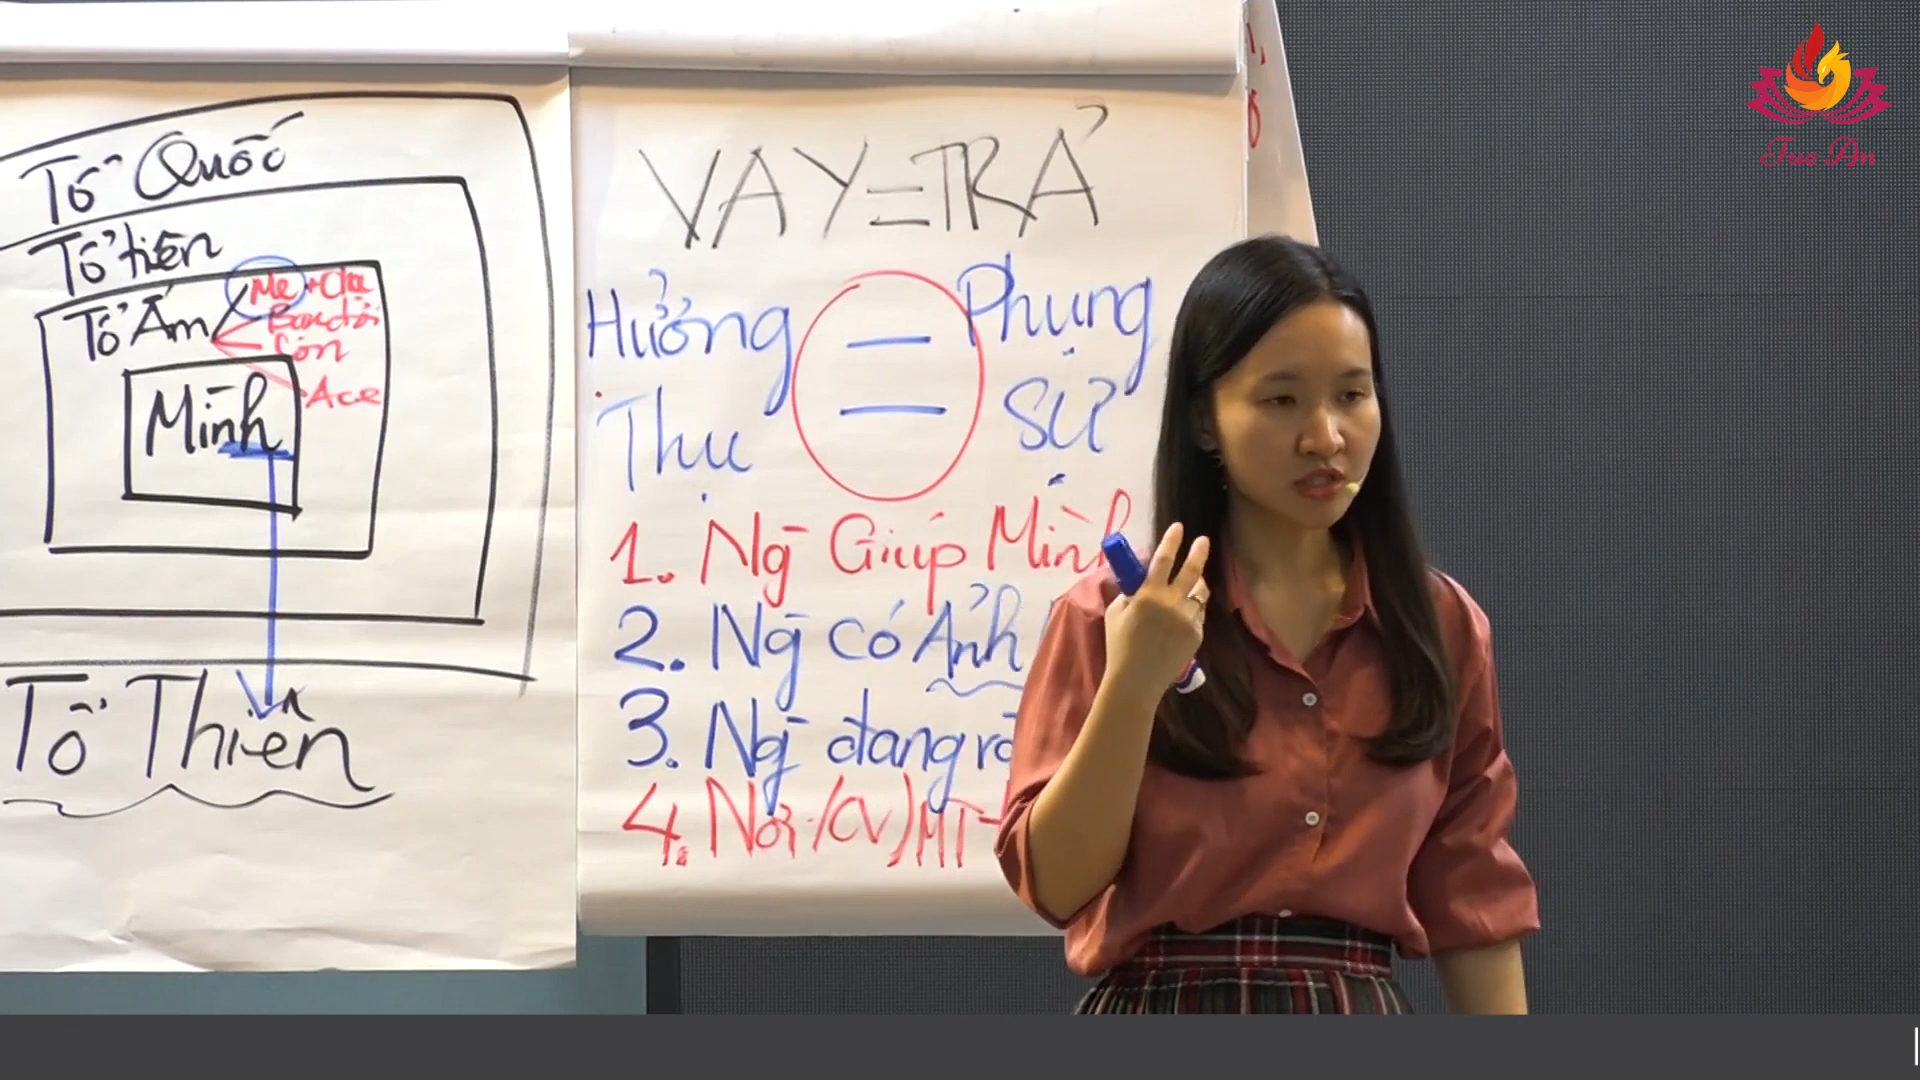 Tổ Quốc
Tổ tiên
Tổ Ấm
Mẹ + Cha
Bạn đời
Con
Ace
Mình
Tổ Thiên
VAY=TRẢ
Hưởng = Phụng
Thụ Sự
1. Ng Giúp Mình
2. Ng có Ảnh
3. Ng đang
4. Nơi (CV) MT
Tue An